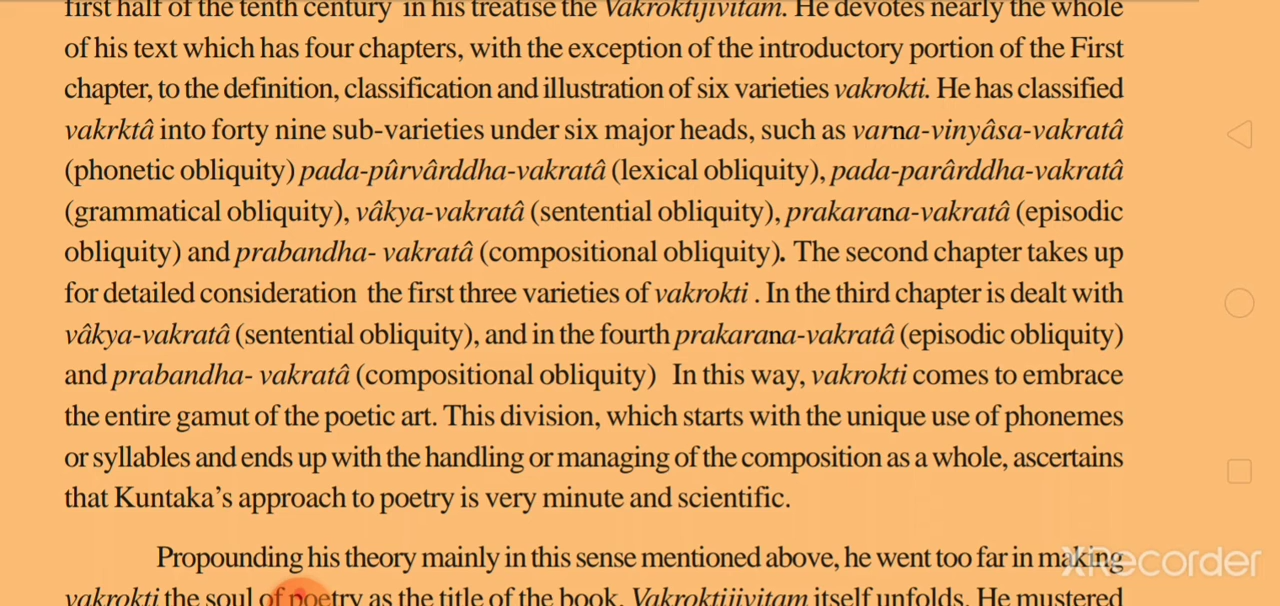 first half of the tenth century in his treatise the Vakroktijivitam. He devotes nearly the whole
of his text which has four chapters, with the exception of the introductory portion of the First
chapter, to the definition, classification and illustration of six varieties vakrokti. He has classified
vakrktâ into forty nine sub-varieties under six major heads, such as varna-vinyâsa-vakratâ
(phonetic obliquity) pada-pûrvârddha-vakratâ (lexical obliquity), pada-parârddha-vakratâ
(grammatical obliquity), vâkya-vakratâ (sentential obliquity), prakarana-vakratâ (episodic
obliquity) and prabandha- vakratâ (compositional obliquity). The second chapter takes up
for detailed consideration the first three varieties of vakrokti . In the third chapter is dealt with
vâkya-vakratâ (sentential obliquity), and in the fourth prakarana-vakratâ (episodic obliquity)
and prabandha- vakratâ (compositional obliquity) In this way, vakrokti comes to embrace
the entire gamut of the poetic art. This division, which starts with the unique use of phonemes
or syllables and ends up with the handling or managing of the composition as a whole, ascertains
that Kuntaka’s approach to poetry is very minute and scientific.
Propounding his theory mainly in this sense mentioned above, he went too far in making
vakrokti the soul of poetry as the title of the book, Vakroktijivitam itself unfolds. He mustered
XRecorder